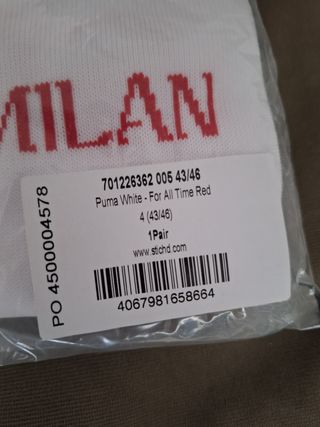 MILAN
701226362 005 43/46
Puma White - For All Time Red
4 (43/46)
1Pair
www.stichd.com
4067981658664
PO 4500004578